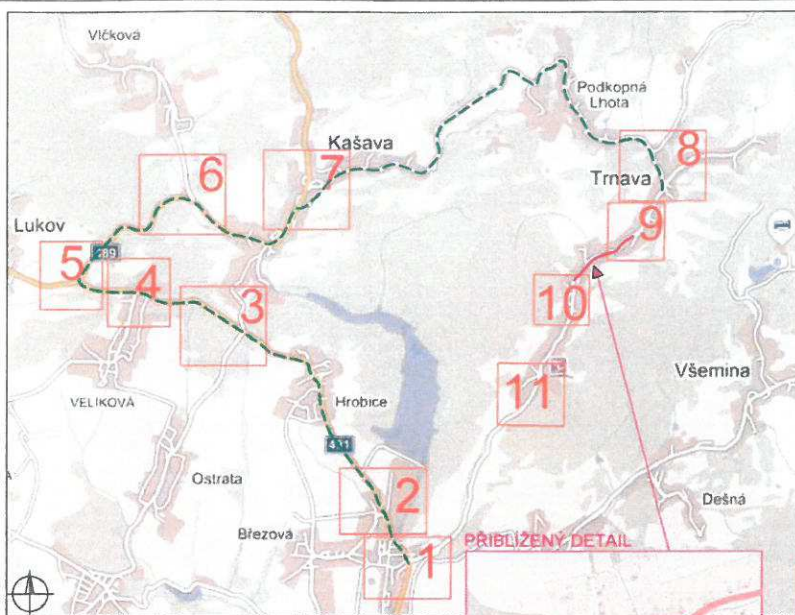 Vlčková
Podkopná
Lhota
Kašava
6
7
8
Trnava
Lukov
9
5
4
3
10
11
Všemina
VELÍKOVÁ
Hrobice
Ostrata
2
Dešná
Březová
1
PŘIBLÍŽENÝ DETAIL